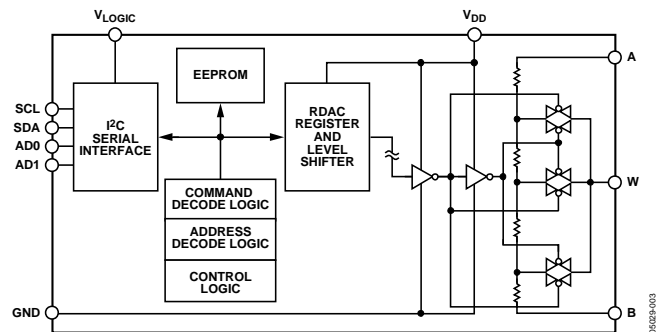 VLOGIC
VDD
A
EEPROM
SCL
SDA
AD0
AD1
I2C
SERIAL
INTERFACE
RDAC
REGISTER
AND
LEVEL
SHIFTER
W
COMMAND
DECODE LOGIC
ADDRESS
DECODE LOGIC
CONTROL
LOGIC
GND
B
05029-003